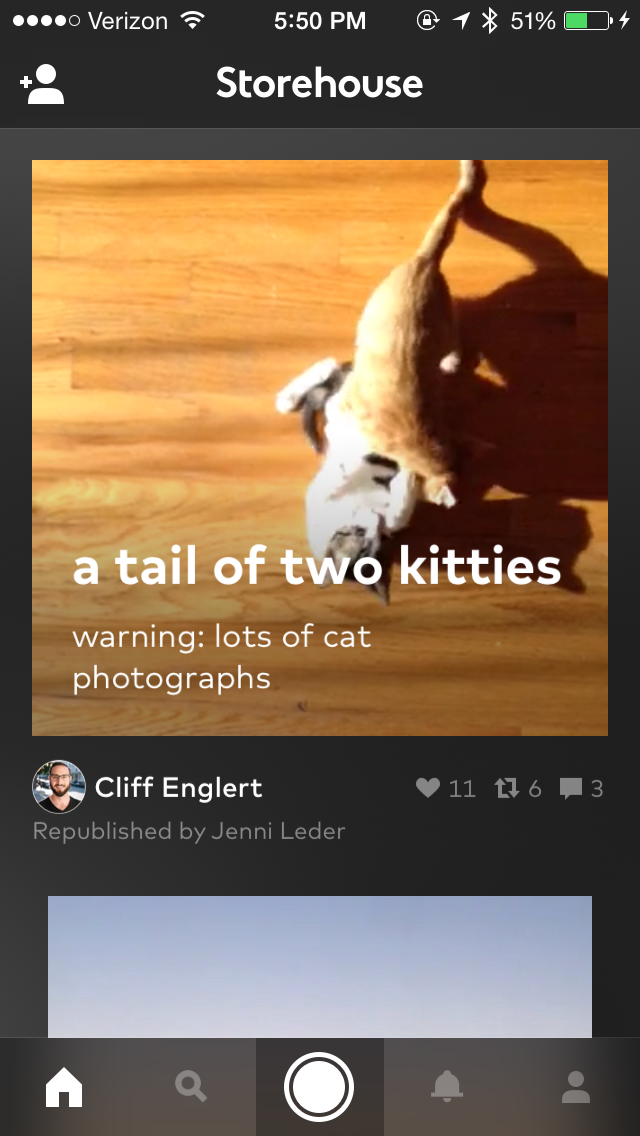 Verizon 5:50 PM 51%
Storehouse
a tail of two kitties
warning: lots of cat
photographs
Cliff Englert 11 6 3
Republished by Jenni Leder